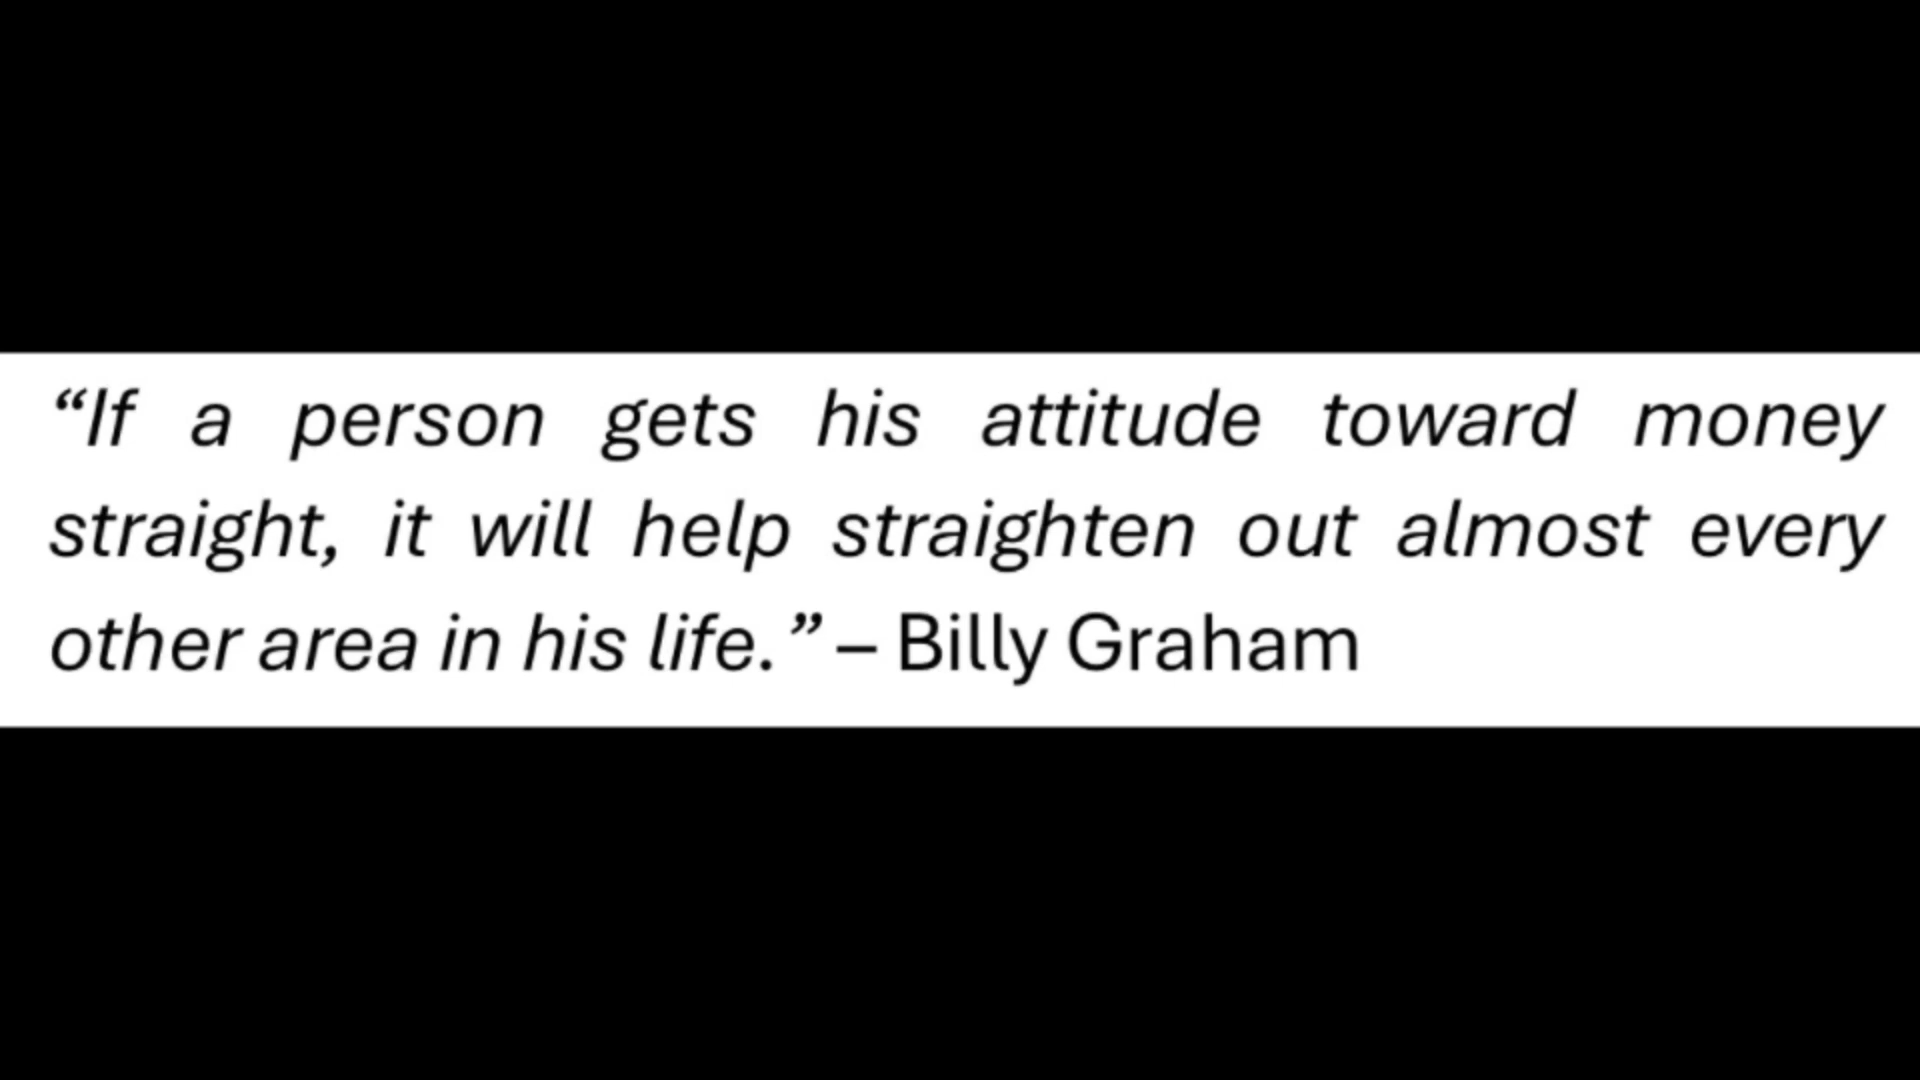 “If a person gets his attitude toward money
straight, it will help straighten out almost every
other area in his life.” – Billy Graham